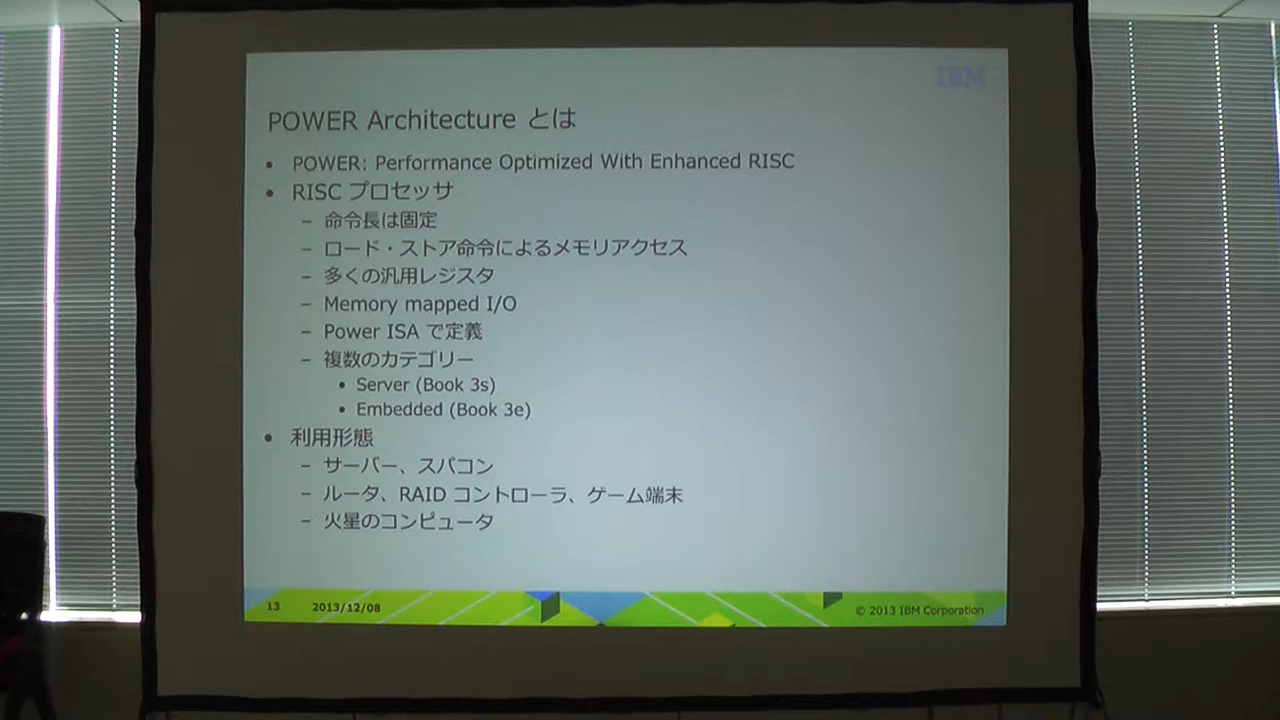 IBM
POWER Architecture とは
• POWER: Performance Optimized With Enhanced RISC
• RISC プロセッサ
– 命令長は固定
– ロード・ストア命令によるメモリアクセス
– 多くの汎用レジスタ
– Memory mapped I/O
– Power ISA で定義
– 複数のカテゴリー
• Server (Book 3s)
• Embedded (Book 3e)
• 利用形態
– サーバー、スパコン
– ルータ、RAID コントローラ、ゲーム端末
– 火星のコンピュータ
13 2013/12/08 © 2013 IBM Corporation